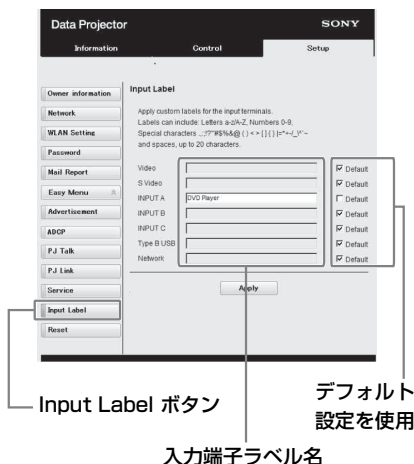 Data Projector
SONY
Information
Control
Setup
Owner information
Network
WLAN Setting
Password
Mail Report
Easy Menu
Advertisement
ADCP
PJ Talk
PJ Link
Service
Input Label
Reset
Input Label
Apply custom labels for the input terminals.
Labels can include: Letters a-z/A-Z, Numbers 0-9,
Special characters .,:;!?"#$%&@ ( ) < > [ ] { } |=*+-/_\^`~
and spaces, up to 20 characters.
Video
Default
S Video
Default
INPUT A
DVD Player
Default
INPUT B
Default
INPUT C
Default
Type B USB
Default
Network
Default
Apply
Input Label ボタン
デフォルト
設定を使用
入力端子ラベル名